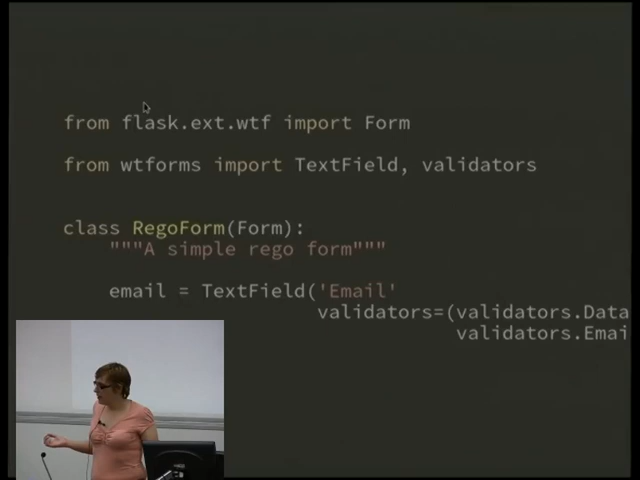 from flask.ext.wtf import Form
from wtforms import TextField, validators
class RegoForm(Form):
"""A simple rego form"""
email = TextField('Email'
validators=(validators.Data
validators.Emai